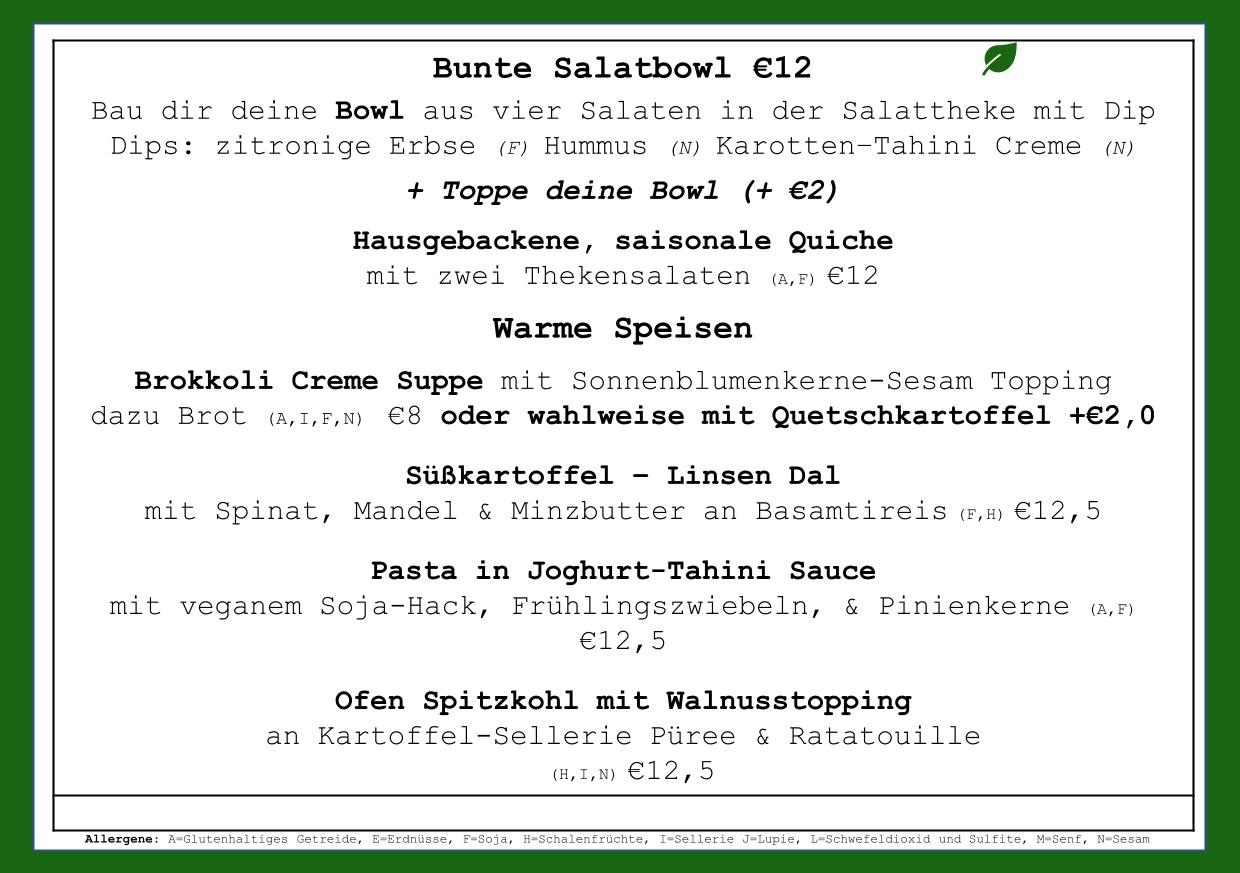 Bunte Salatbowl €12
Bau dir deine Bowl aus vier Salaten in der Salattheke mit Dip
Dips: zitronige Erbse (F) Hummus (N) Karotten–Tahini Creme (N)
+ Toppe deine Bowl (+ €2)
Hausgebackene, saisonale Quiche
mit zwei Thekensalaten (A,F) €12
Warme Speisen
Brokkoli Creme Suppe mit Sonnenblumenkerne-Sesam Topping
dazu Brot (A,I,F,N) €8 oder wahlweise mit Quetschkartoffel +€2,0
Süßkartoffel – Linsen Dal
mit Spinat, Mandel & Minzbutter an Basamtireis (F,H) €12,5
Pasta in Joghurt-Tahini Sauce
mit veganem Soja-Hack, Frühlingszwiebeln, & Pinienkerne (A,F)
€12,5
Ofen Spitzkohl mit Walnusstopping
an Kartoffel-Sellerie Püree & Ratatouille
(H,I,N) €12,5
Allergene: A=Glutenhaltiges Getreide, E=Erdnüsse, F=Soja, H=Schalenfrüchte, I=Sellerie J=Lupie, L=Schwefeldioxid und Sulfite, M=Senf, N=Sesam